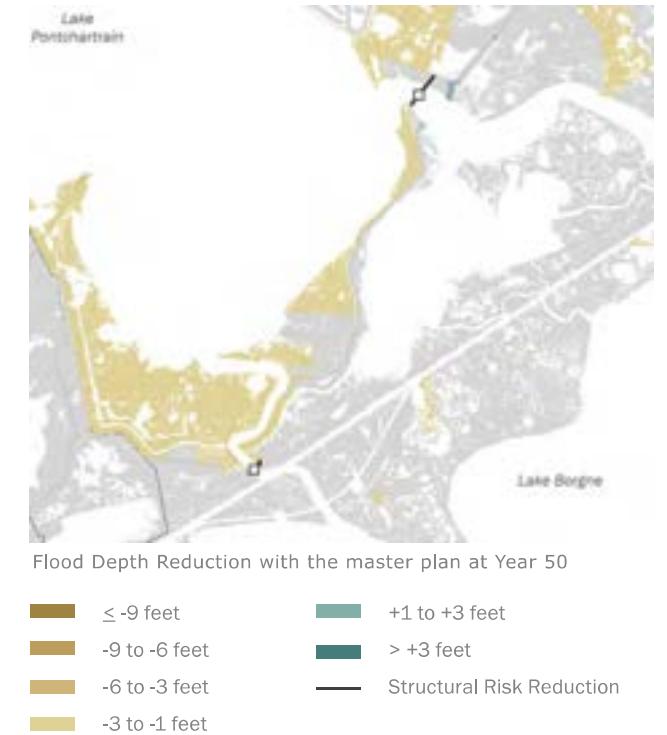 Lake
Pontchartrain
Lake Borgne
Flood Depth Reduction with the master plan at Year 50
≤ -9 feet
-9 to -6 feet
-6 to -3 feet
-3 to -1 feet
+1 to +3 feet
> +3 feet
Structural Risk Reduction